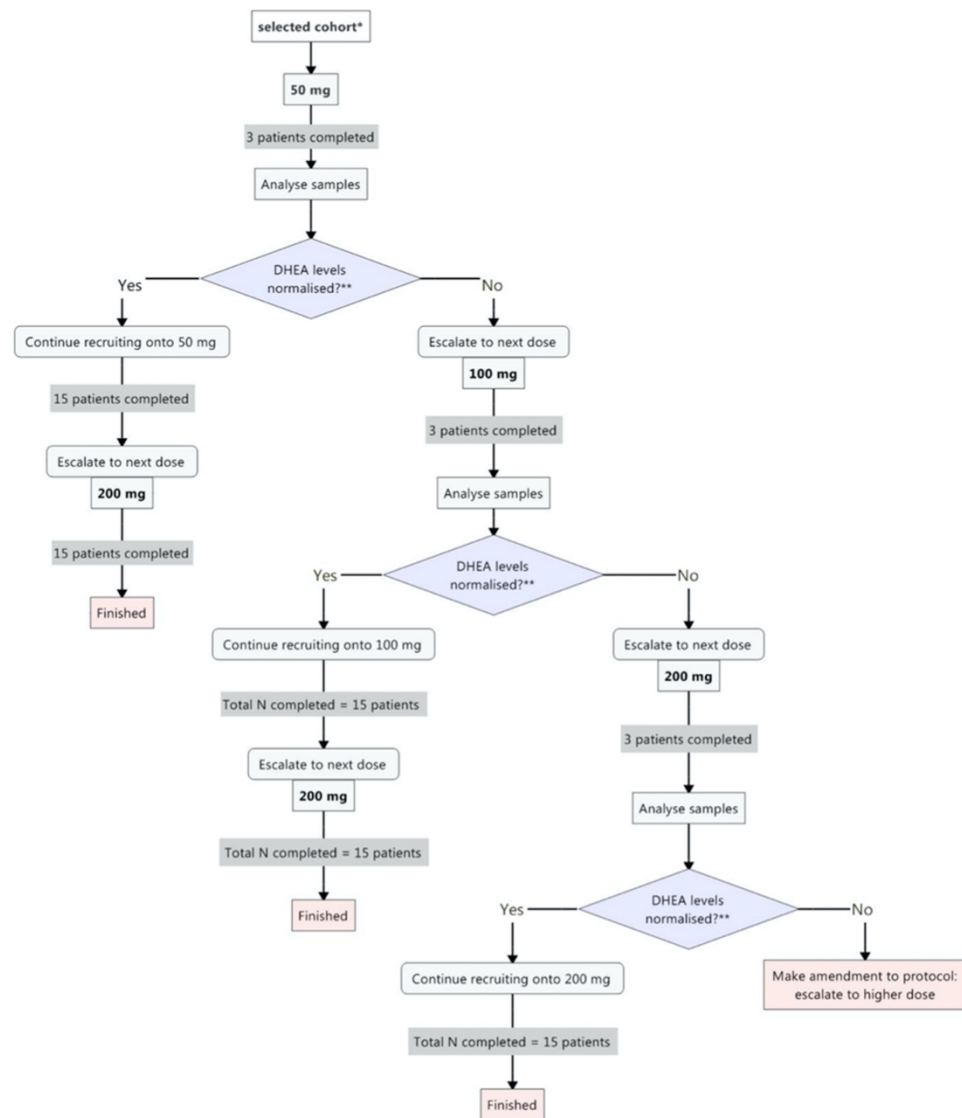 selected cohort*
50 mg
3 patients completed
Analyse samples
DHEA levels
normalised?**
Yes
No
Continue recruiting onto 50 mg
15 patients completed
Escalate to next dose
200 mg
15 patients completed
Finished
Escalate to next dose
100 mg
3 patients completed
Analyse samples
DHEA levels
normalised?**
Yes
No
Continue recruiting onto 100 mg
Total N completed = 15 patients
Escalate to next dose
200 mg
Total N completed = 15 patients
Finished
Escalate to next dose
200 mg
3 patients completed
Analyse samples
DHEA levels
normalised?**
Yes
No
Continue recruiting onto 200 mg
Total N completed = 15 patients
Finished
Make amendment to protocol:
escalate to higher dose